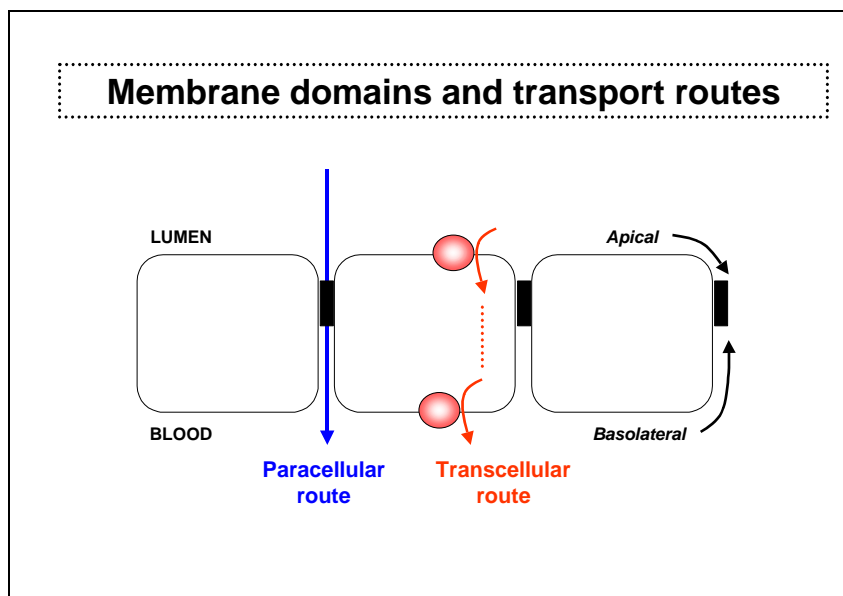 Membrane domains and transport routes
LUMEN
Apical
BLOOD
Basolateral
Paracellular
route
Transcellular
route